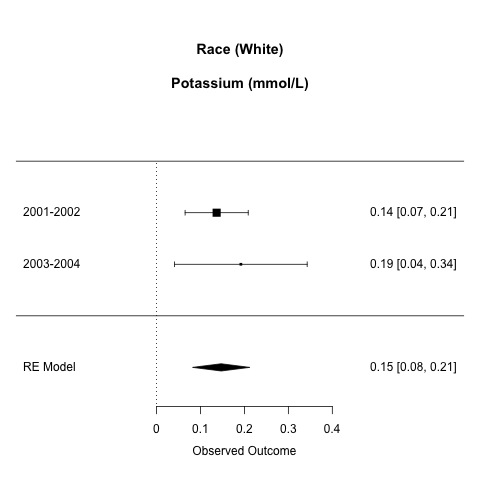 Race (White)
Potassium (mmol/L)
2001-2002 0.14 [0.07, 0.21]
2003-2004 0.19 [0.04, 0.34]
RE Model 0.15 [0.08, 0.21]
0 0.1 0.2 0.3 0.4
Observed Outcome